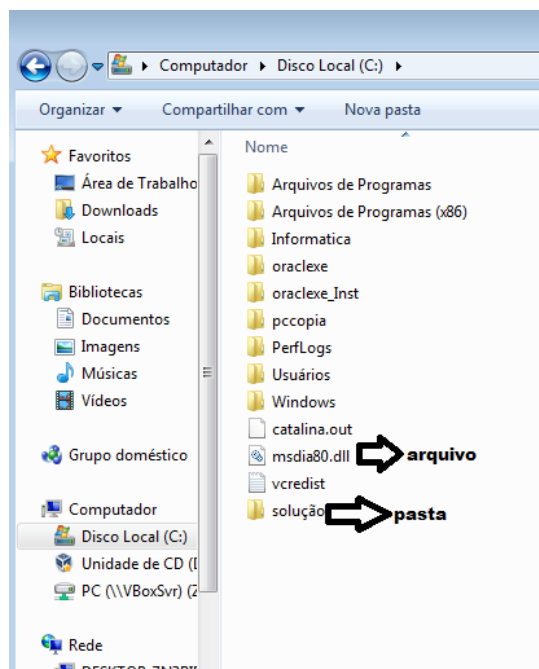 Computador ▸ Disco Local (C:) ▸
Organizar Compartilhar com Nova pasta
Favoritos
Área de Trabalho
Downloads
Locais
Bibliotecas
Documentos
Imagens
Músicas
Vídeos
Grupo doméstico
Computador
Disco Local (C:)
Unidade de CD (
PC (\\VBoxSvr) (Z
Rede
Nome
Arquivos de Programas
Arquivos de Programas (x86)
Informatica
oraclexe
oraclexe_Inst
pccopia
PerfLogs
Usuários
Windows
catalina.out
msdia80.dll arquivo
vcredist
solução pasta